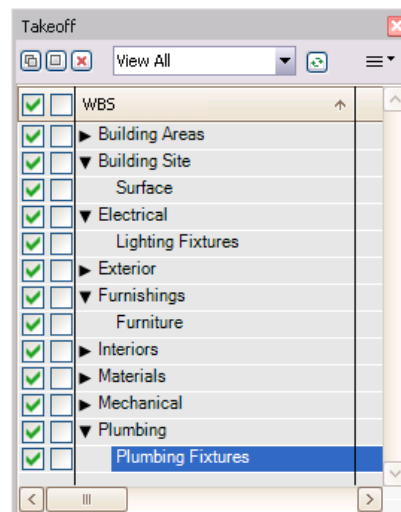 Takeoff
View All
WBS
Building Areas
Building Site
Surface
Electrical
Lighting Fixtures
Exterior
Furnishings
Furniture
Interiors
Materials
Mechanical
Plumbing
Plumbing Fixtures